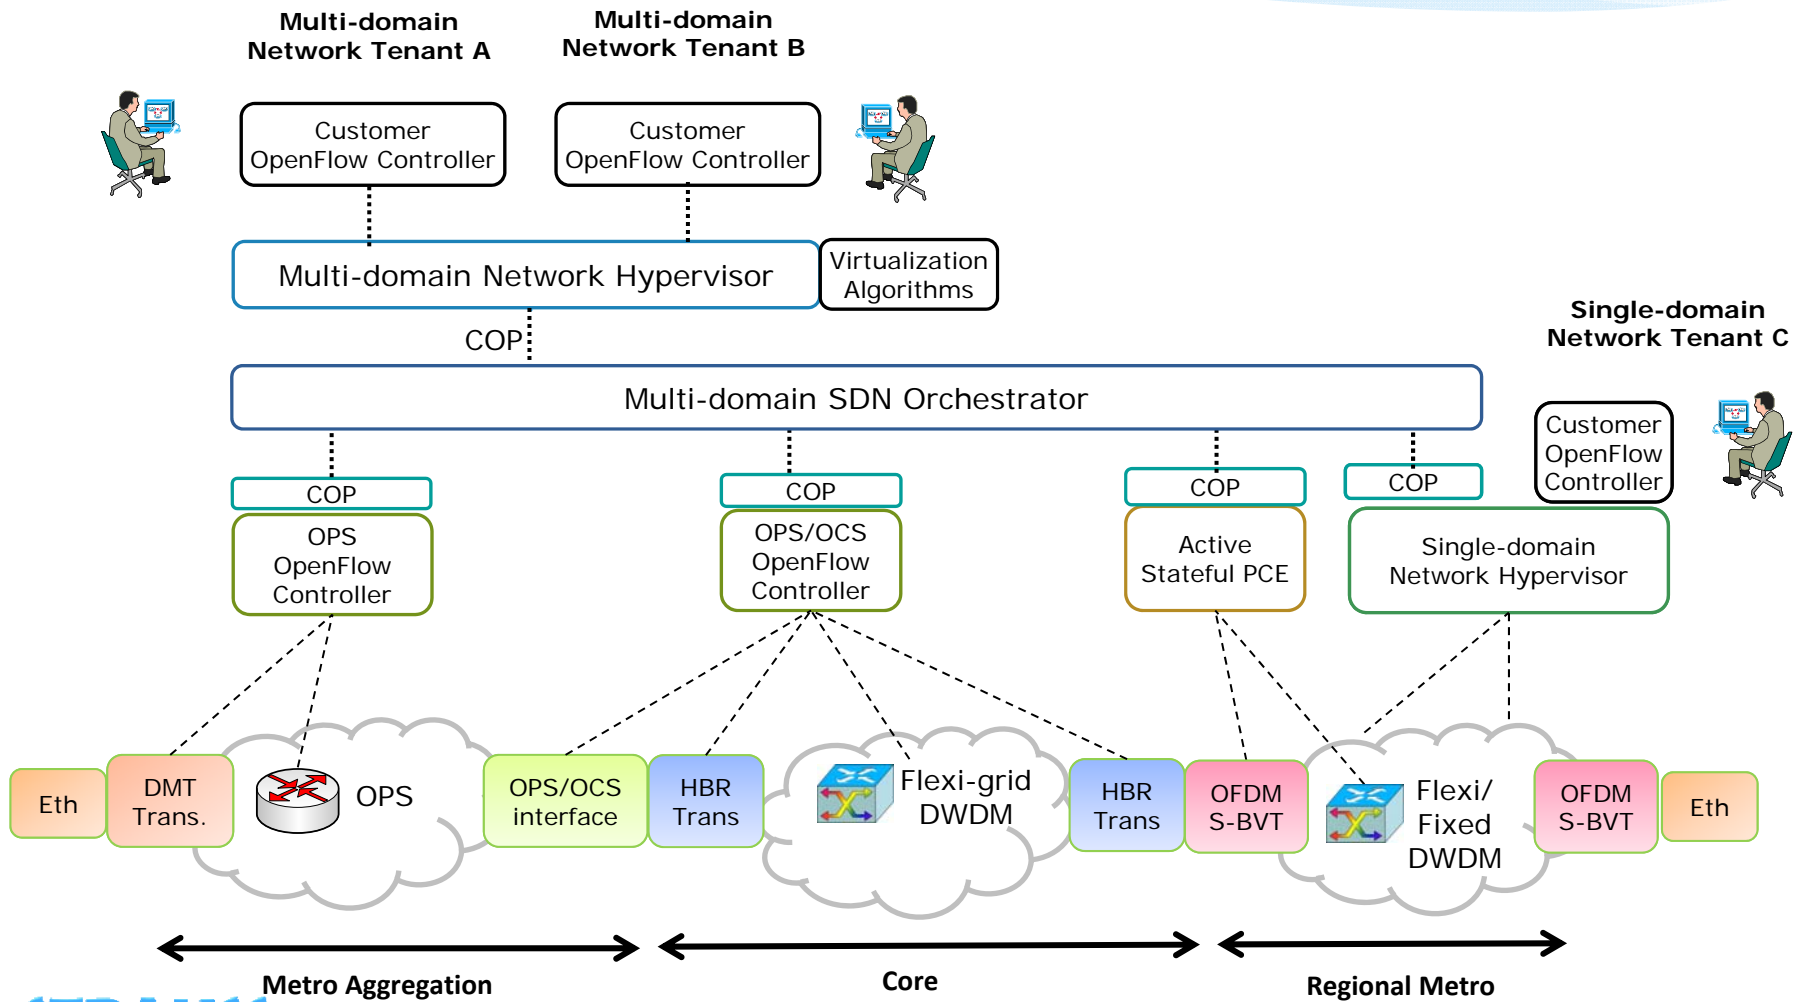 Multi-domain
Network Tenant A
Multi-domain
Network Tenant B
Customer
OpenFlow Controller
Customer
OpenFlow Controller
Multi-domain Network Hypervisor
Virtualization
Algorithms
COP
Single-domain
Network Tenant C
Multi-domain SDN Orchestrator
Customer
OpenFlow
Controller
COP
COP
COP
COP
OPS
OpenFlow
Controller
OPS/OCS
OpenFlow
Controller
Active
Stateful PCE
Single-domain
Network Hypervisor
Eth
DMT
Trans.
OPS
OPS/OCS
interface
HBR
Trans
Flexi-grid
DWDM
HBR
Trans
OFDM
S-BVT
Flexi/
Fixed
DWDM
OFDM
S-BVT
Eth
Metro Aggregation
Core
Regional Metro